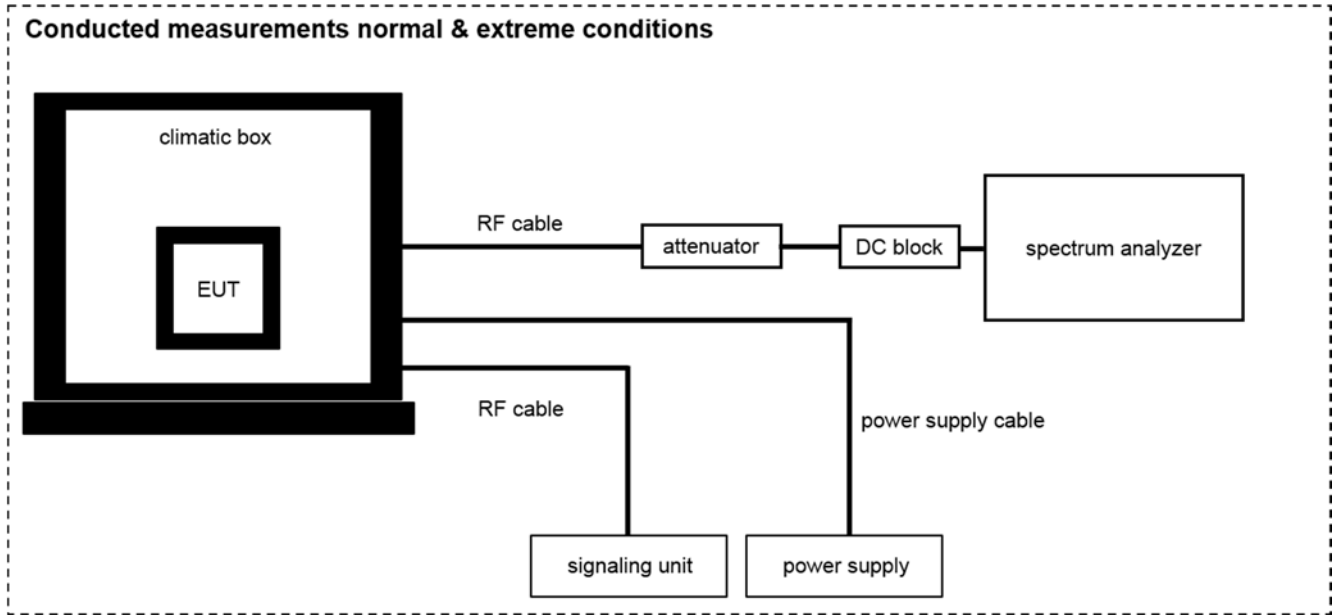 Conducted measurements normal & extreme conditions
climatic box
EUT
RF cable
attenuator
DC block
spectrum analyzer
RF cable
power supply cable
signaling unit
power supply